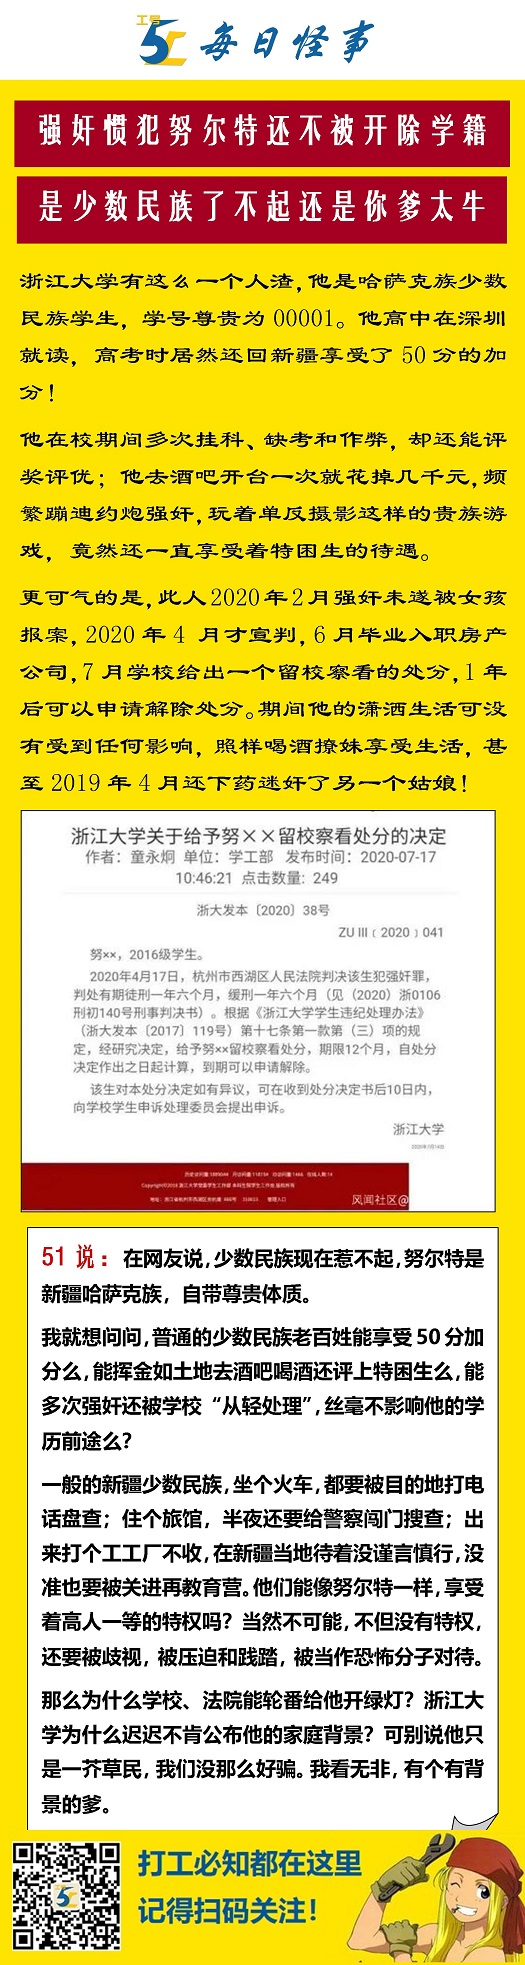 工号
51
每日怪事
强奸惯犯努尔特还不被开除学籍
是少数民族了不起还是你爹太牛
浙江大学有这么一个人渣，他是哈萨克族少数
民族学生，学号尊贵为 00001。他高中在深圳
就读，高考时居然还回新疆享受了 50 分的加
分！
他在校期间多次挂科、缺考和作弊，却还能评
奖评优；他去酒吧开台一次就花掉几千元，频
繁蹦迪约炮强奸，玩着单反摄影这样的贵族游
戏，竟然还一直享受着特困生的待遇。
更可气的是，此人2020年2月强奸未遂被女孩
报案，2020 年 4 月才宣判，6 月毕业入职房产
公司，7 月学校给出一个留校察看的处分，1 年
后可以申请解除处分。期间他的潇洒生活可没
有受到任何影响，照样喝酒撩妹享受生活，甚
至 2019 年 4 月还下药迷奸了另一个姑娘！
浙江大学关于给予努××留校察看处分的决定
作者：童永炯 单位：学工部 发布时间：2020-07-17
10:46:21 点击数量：249
浙大发本〔2020〕38号
ZU III﹝2020﹞041
努××，2016级学生。
2020年4月17日，杭州市西湖区人民法院判决该生犯强奸罪，
判处有期徒刑一年六个月，缓刑一年六个月（见（2020）浙0106
刑初140号刑事判决书）。根据《浙江大学学生违纪处理办法》
（浙大发本〔2017〕119号）第十七条第一款第（三）项的规
定，经研究决定，给予努××留校察看处分，期限12个月，自处分
决定作出之日起计算，到期可以申请解除。
该生对本处分决定如有异议，可在收到处分决定书后10日内，
向学校学生申诉处理委员会提出申诉。
浙江大学
2020年7月14日
风闻社区@
51 说：在网友说，少数民族现在惹不起，努尔特是
新疆哈萨克族，自带尊贵体质。
我就想问问，普通的少数民族老百姓能享受 50 分加
分么，能挥金如土地去酒吧喝酒还评上特困生么，能
多次强奸还被学校“从轻处理”，丝毫不影响他的学
历前途么？
一般的新疆少数民族，坐个火车，都要被目的地打电
话盘查；住个旅馆，半夜还要给警察闯门搜查；出
来打个工工厂不收，在新疆当地待着没谨言慎行，没
准也要被关进再教育营。他们能像努尔特一样，享受
着高人一等的特权吗？当然不可能，不但没有特权，
还要被歧视，被压迫和践踏，被当作恐怖分子对待。
那么为什么学校、法院能轮番给他开绿灯？浙江大
学为什么迟迟不肯公布他的家庭背景？可别说他只
是一芥草民，我们没那么好骗。我看无非，有个有背
景的爹。
打工必知都在这里
记得扫码关注！